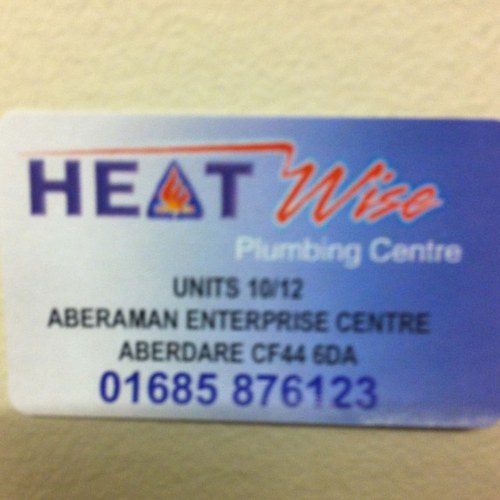 HEAT Wise
Plumbing Centre
UNITS 10/12
ABERAMAN ENTERPRISE CENTRE
ABERDARE CF44 6DA
01685 876123